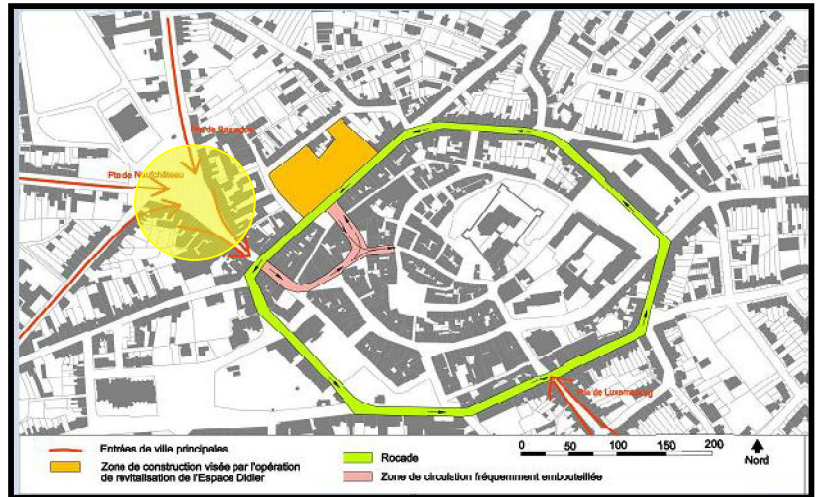 Rte de Bastogne
Rte de Neufchâteau
Rte de Luxembourg
Entrées de ville principales
Zone de construction visée par l'opération
de revitalisation de l'Espace Didier
Rocade
Zone de circulation fréquemment embouteillée
0 50 100 150 200
Nord